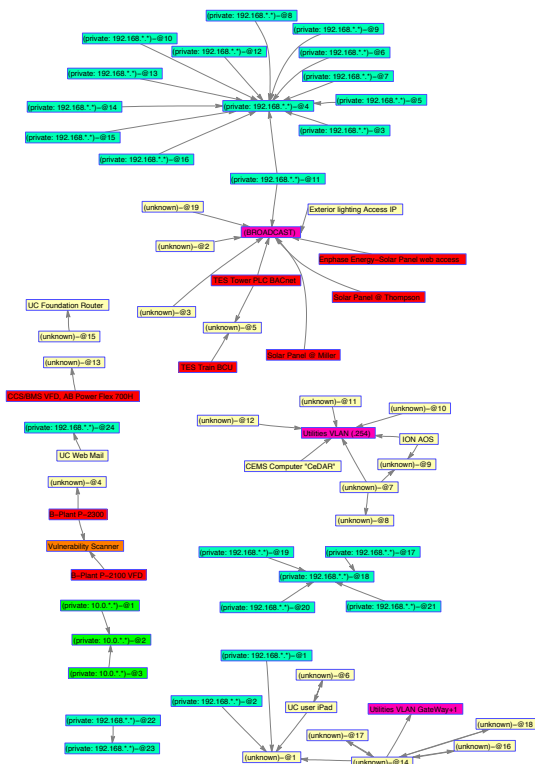 (private: 192.168.*.*)−@8
(private: 192.168.*.*)−@9
(private: 192.168.*.*)−@10
(private: 192.168.*.*)−@12
(private: 192.168.*.*)−@6
(private: 192.168.*.*)−@13
(private: 192.168.*.*)−@7
(private: 192.168.*.*)−@14
(private: 192.168.*.*)−@4
(private: 192.168.*.*)−@5
(private: 192.168.*.*)−@15
(private: 192.168.*.*)−@3
(private: 192.168.*.*)−@16
(private: 192.168.*.*)−@11
(unknown)−@19
Exterior lighting Access IP
(BROADCAST)
(unknown)−@2
Enphase Energy−Solar Panel web access
TES Tower PLC BACnet
Solar Panel @ Thompson
UC Foundation Router
(unknown)−@3
(unknown)−@5
(unknown)−@15
Solar Panel @ Miller
(unknown)−@13
TES Train BCU
CCS/BMS VFD, AB Power Flex 700H
(unknown)−@11
(unknown)−@10
(unknown)−@12
(private: 192.168.*.*)−@24
Utilities VLAN (.254)
ION AOS
UC Web Mail
CEMS Computer "CeDAR"
(unknown)−@9
(unknown)−@4
(unknown)−@7
B−Plant P−2300
(unknown)−@8
Vulnerability Scanner
(private: 192.168.*.*)−@19
(private: 192.168.*.*)−@17
B−Plant P−2100 VFD
(private: 192.168.*.*)−@18
(private: 10.0.*.*)−@1
(private: 192.168.*.*)−@20
(private: 192.168.*.*)−@21
(private: 10.0.*.*)−@2
(private: 192.168.*.*)−@1
(private: 10.0.*.*)−@3
(unknown)−@6
(private: 192.168.*.*)−@2
UC user iPad
Utilities VLAN GateWay+1
(private: 192.168.*.*)−@22
(unknown)−@18
(unknown)−@17
(private: 192.168.*.*)−@23
(unknown)−@16
(unknown)−@1
(unknown)−@14